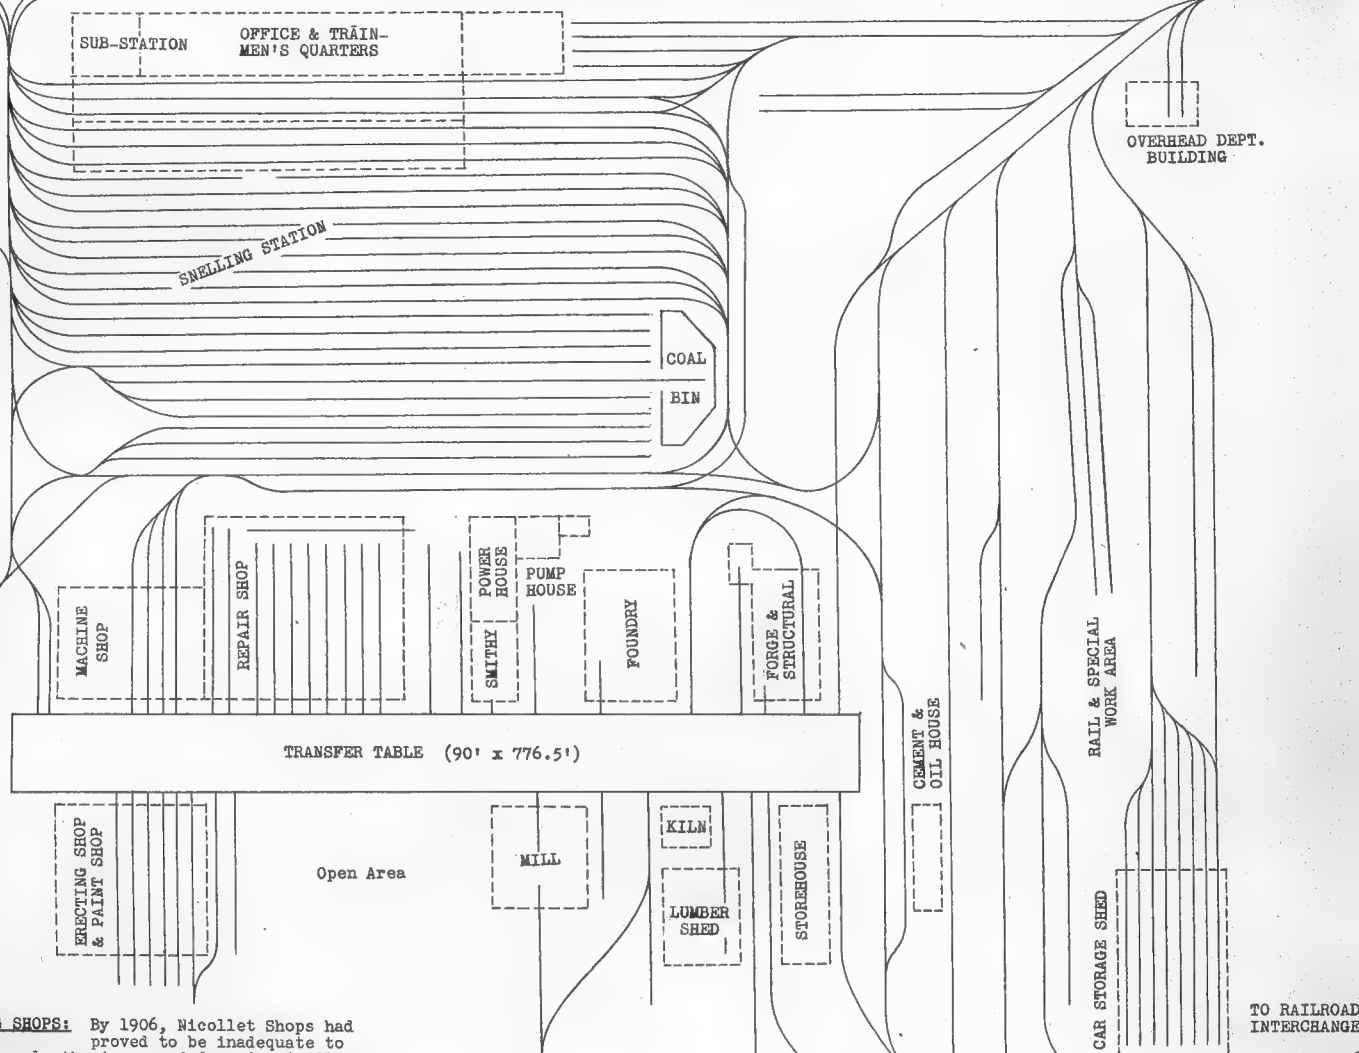 SUB-STATION
OFFICE & TRAIN-
MEN'S QUARTERS
OVERHEAD DEPT.
BUILDING
SNELLING STATION
COAL
BIN
MACHINE
SHOP
REPAIR SHOP
POWER
HOUSE
PUMP
HOUSE
SMITHY
FOUNDRY
FORGE &
STRUCTURAL
RAIL & SPECIAL
WORK AREA
CEMENT &
OIL HOUSE
TRANSFER TABLE (90' x 776.5')
ERECTING SHOP
& PAINT SHOP
Open Area
MILL
KILN
LUMBER
SHED
STOREHOUSE
CAR STORAGE SHED
TO RAILROAD
INTERCHANGE
SHOPS: By 1906, Nicollet Shops had
proved to be inadequate to